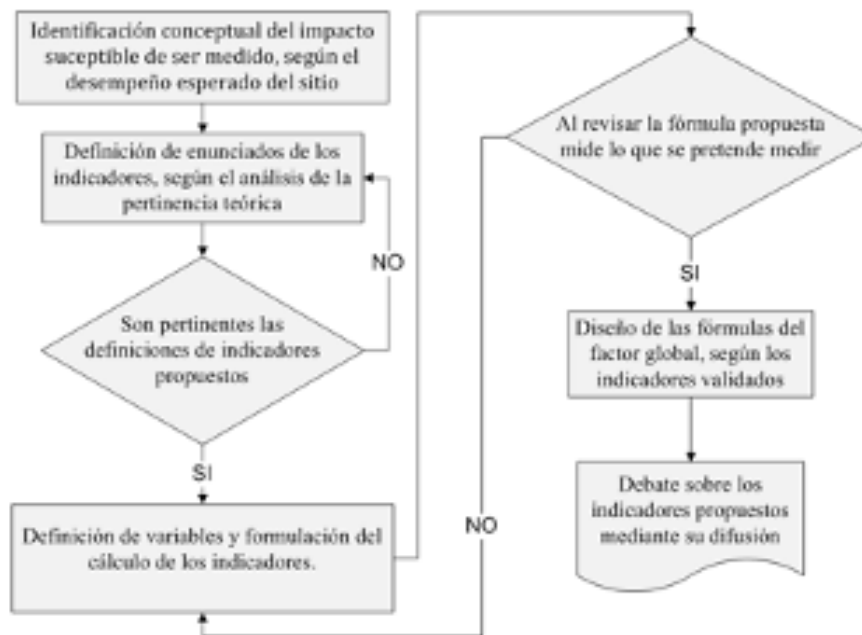 Identificación conceptual del impacto
suceptible de ser medido, según el
desempeño esperado del sitio
Definición de enunciados de los
indicadores, según el análisis de la
pertinencia teórica
NO
Son pertinentes las
definiciones de indicadores
propuestos
SI
Definición de variables y formulación del
cálculo de los indicadores.
Al revisar la fórmula propuesta
mide lo que se pretende medir
NO
SI
Diseño de las fórmulas del
factor global, según los
indicadores validados
Debate sobre los
indicadores propuestos
mediante su difusión